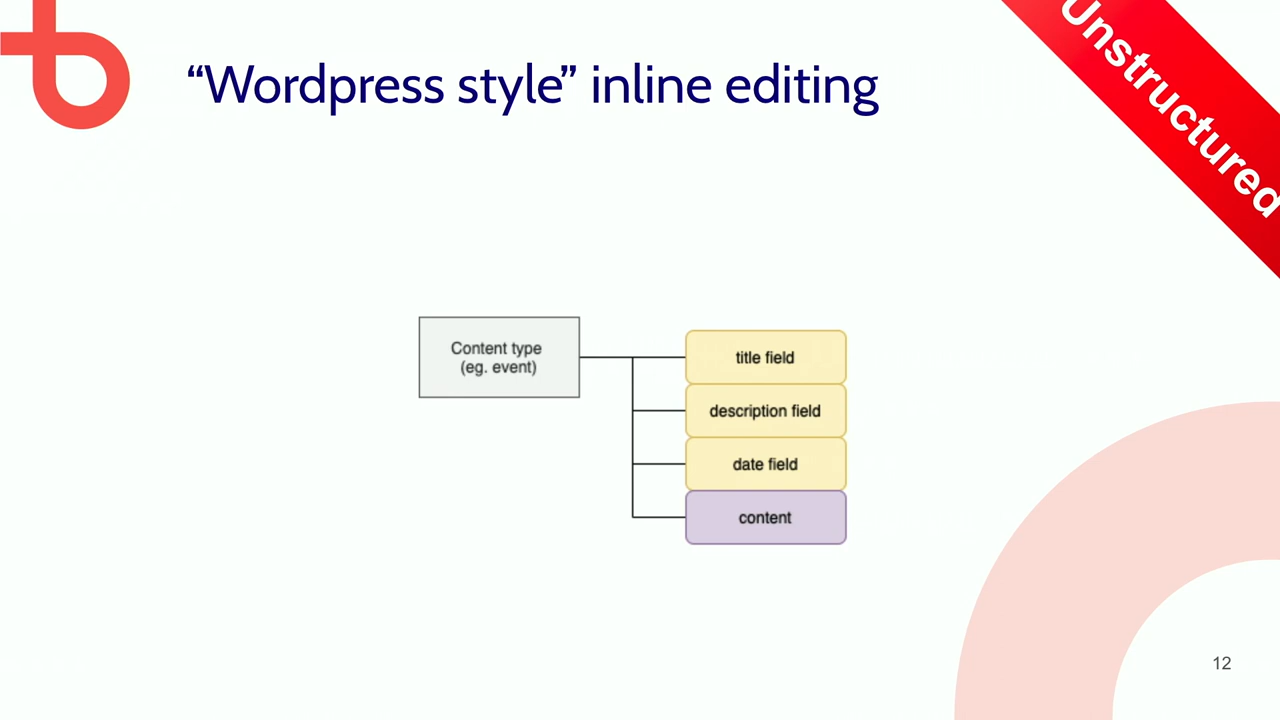 “Wordpress style” inline editing
Unstructured
Content type
(eg. event)
title field
description field
date field
content
12